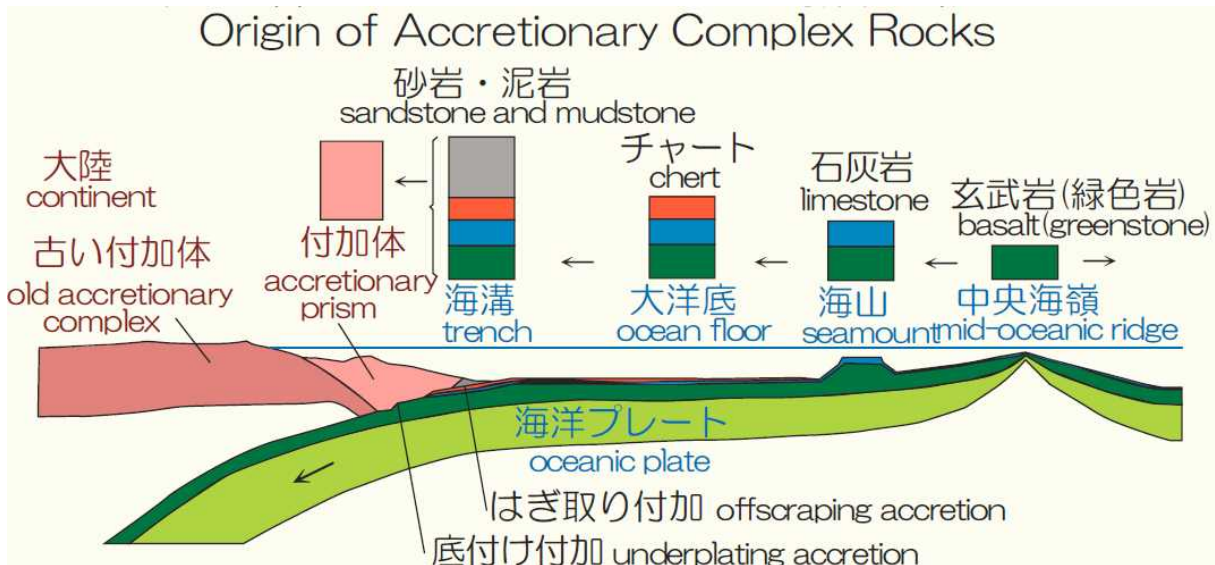 Origin of Accretionary Complex Rocks
砂岩・泥岩
sandstone and mudstone
大陸
continent
チャート
chert
石灰岩
limestone
玄武岩(緑色岩)
basalt(greenstone)
古い付加体
old accretionary
complex
付加体
accretionary
prism
海溝
trench
大洋底
ocean floor
海山
seamount
中央海嶺
mid-oceanic ridge
海洋プレート
oceanic plate
はぎ取り付加 offscraping accretion
底付け付加 underplating accretion